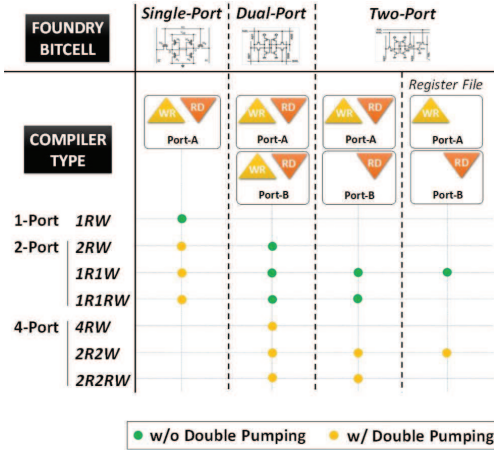 Single-Port Dual-Port Two-Port
FOUNDRY
BITCELL
Register File
WR RD WR RD WR RD WR
Port-A Port-A Port-A Port-A
COMPILER
TYPE
WR RD RD RD
Port-B Port-B Port-B
1-Port 1RW
2-Port 2RW
1R1W
1R1RW
4-Port 4RW
2R2W
2R2RW
w/o Double Pumping w/ Double Pumping